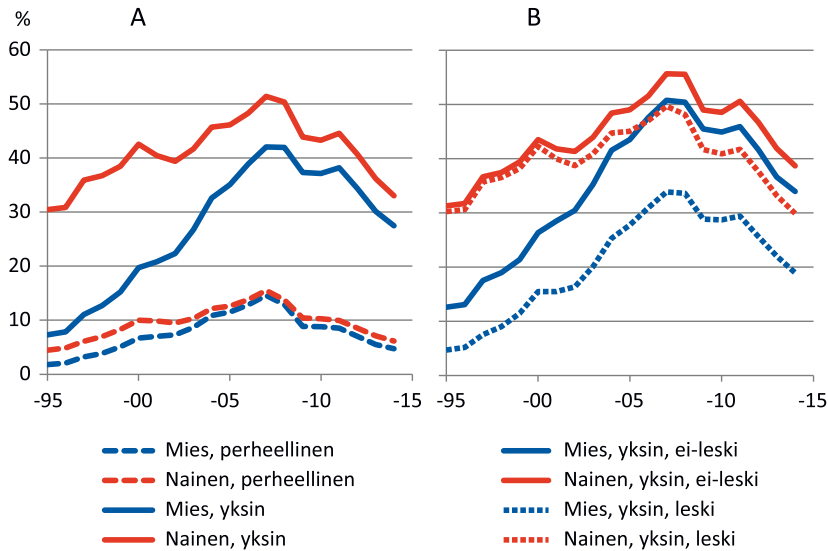 % A B
60
50
40
30
20
10
0
-95 -00 -05 -10 -15 -95 -00 -05 -10 -15
Mies, perheellinen
Nainen, perheellinen
Mies, yksin
Nainen, yksin
Mies, yksin, ei-leski
Nainen, yksin, ei-leski
Mies, yksin, leski
Nainen, yksin, leski